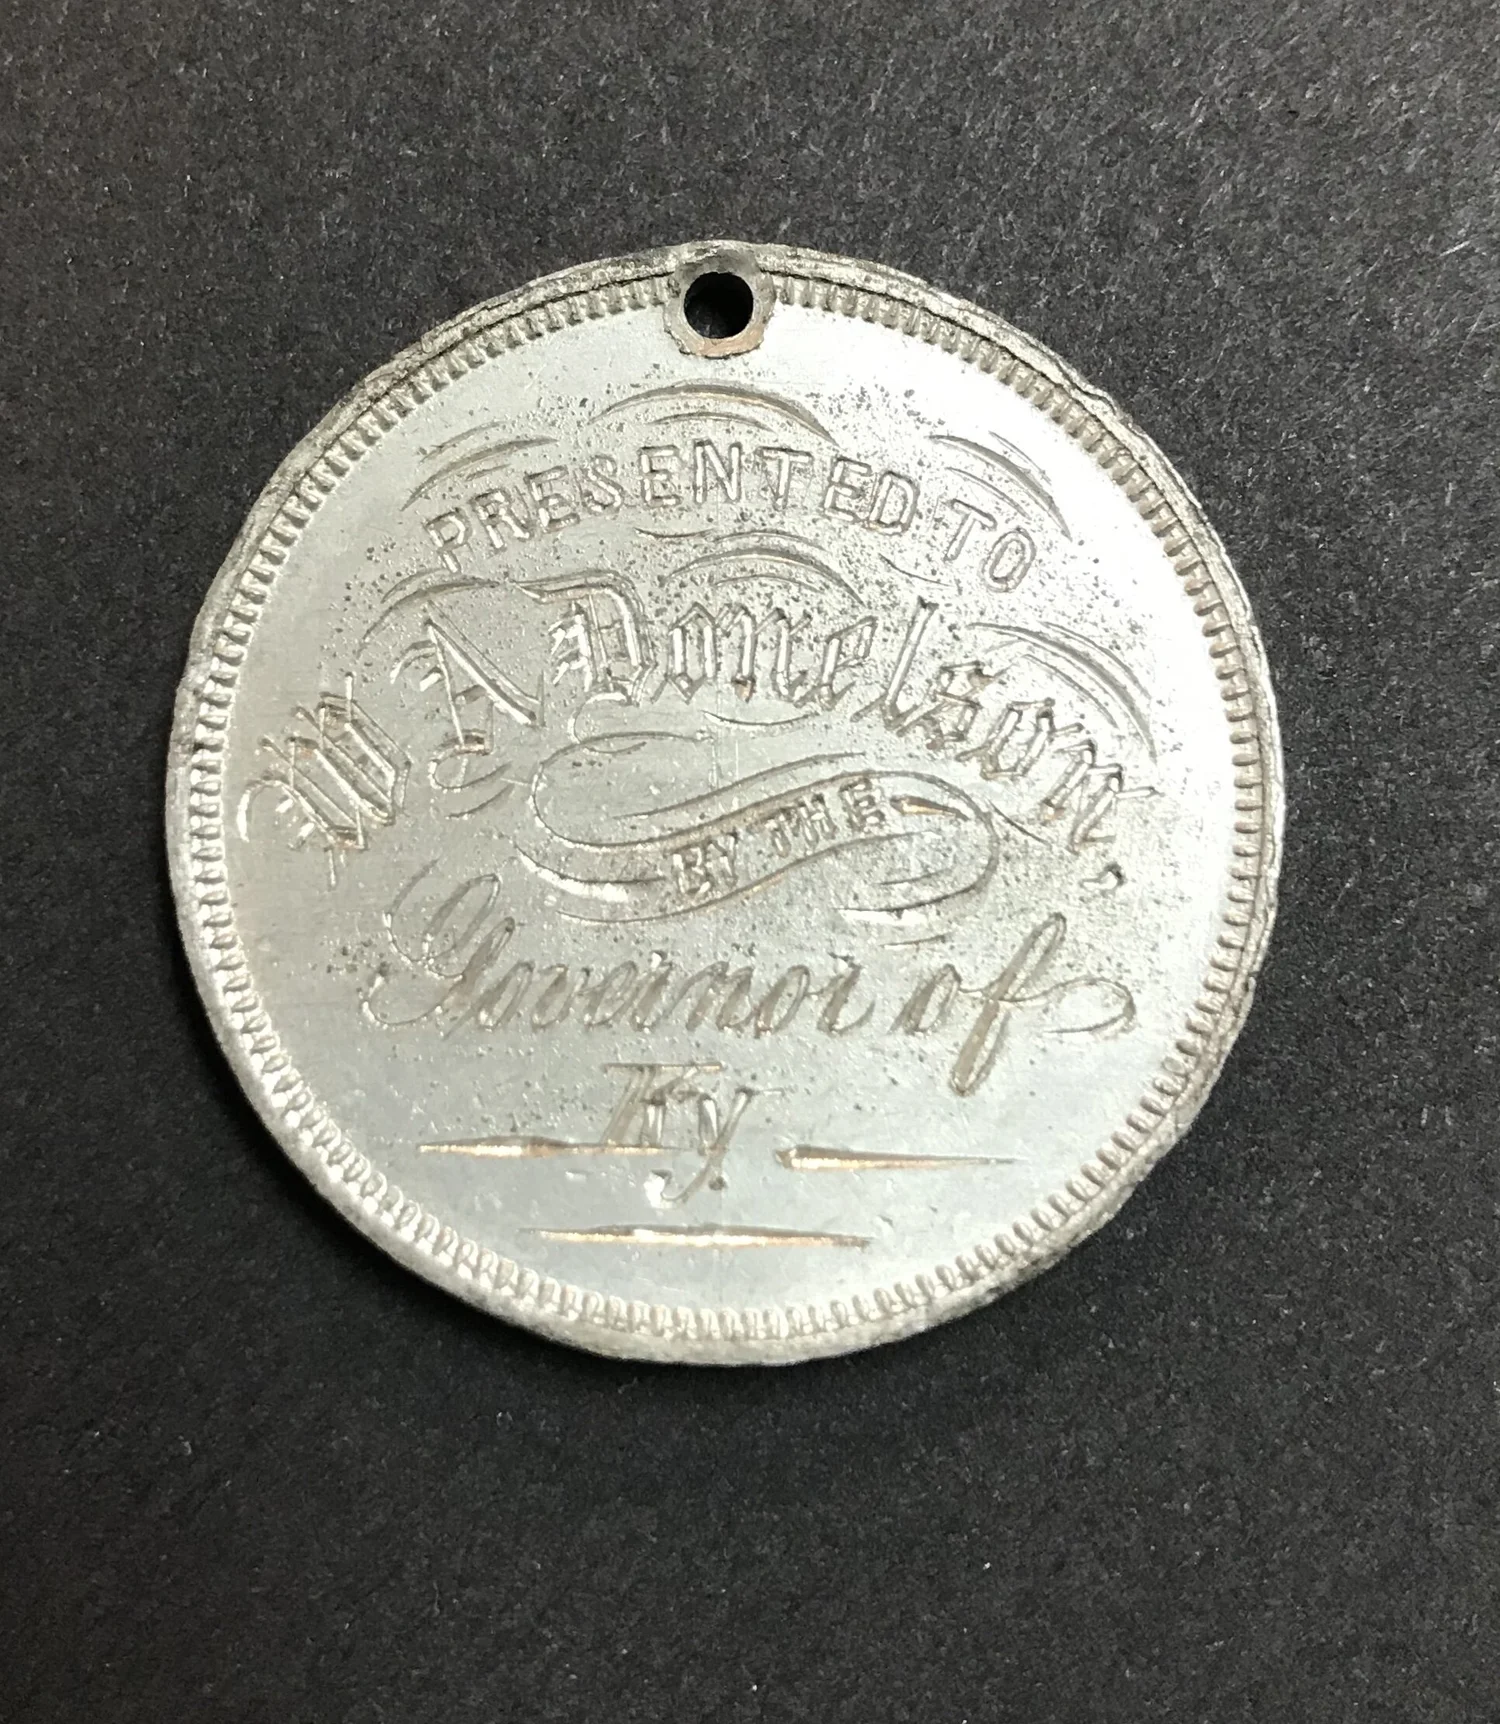 PRESENTED TO
W A Donelson,
BY THE
Governor of
Ky.